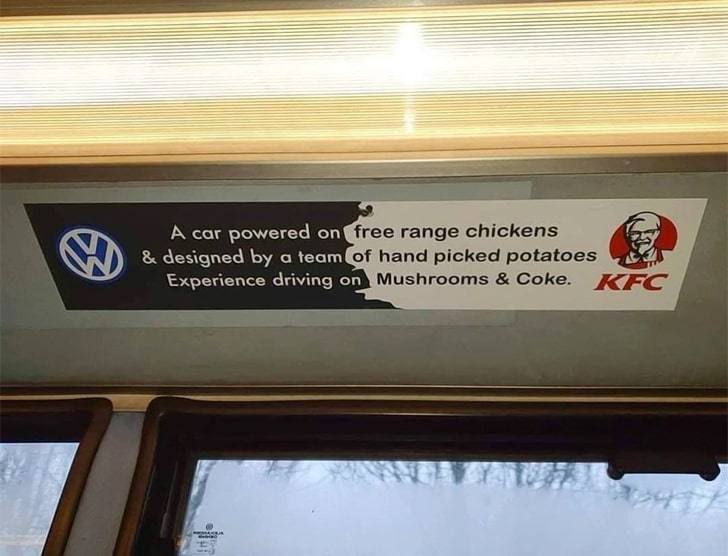 A car powered on free range chickens
& designed by a team of hand picked potatoes
Experience driving on Mushrooms & Coke.
KFC